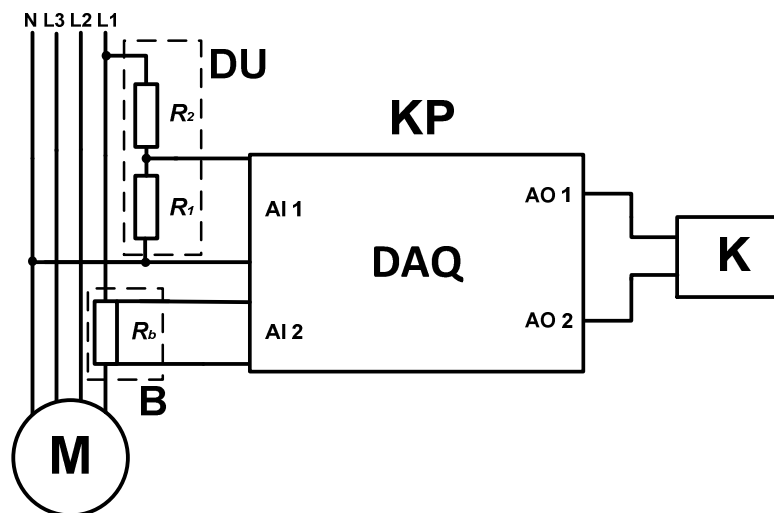 N L3 L2 L1
DU
R2
KP
R1
AI 1
AO 1
DAQ
K
Rb
AI 2
AO 2
B
M